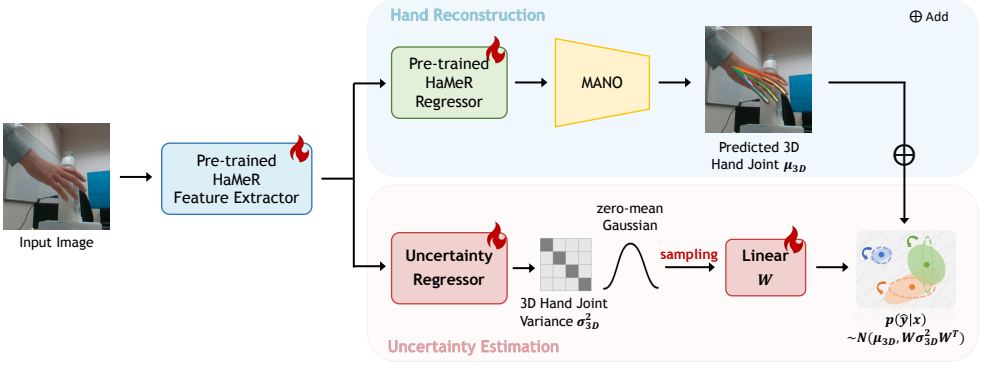 Hand Reconstruction
⊕ Add
Pre-trained
HaMeR
Regressor
MANO
Predicted 3D
Hand Joint μ3D
Input Image
Pre-trained
HaMeR
Feature Extractor
Uncertainty
Regressor
3D Hand Joint
Variance σ²3D
zero-mean
Gaussian
sampling
Linear
W
p(ŷ|x)
~N(μ3D, Wσ²3DWᵀ)
Uncertainty Estimation